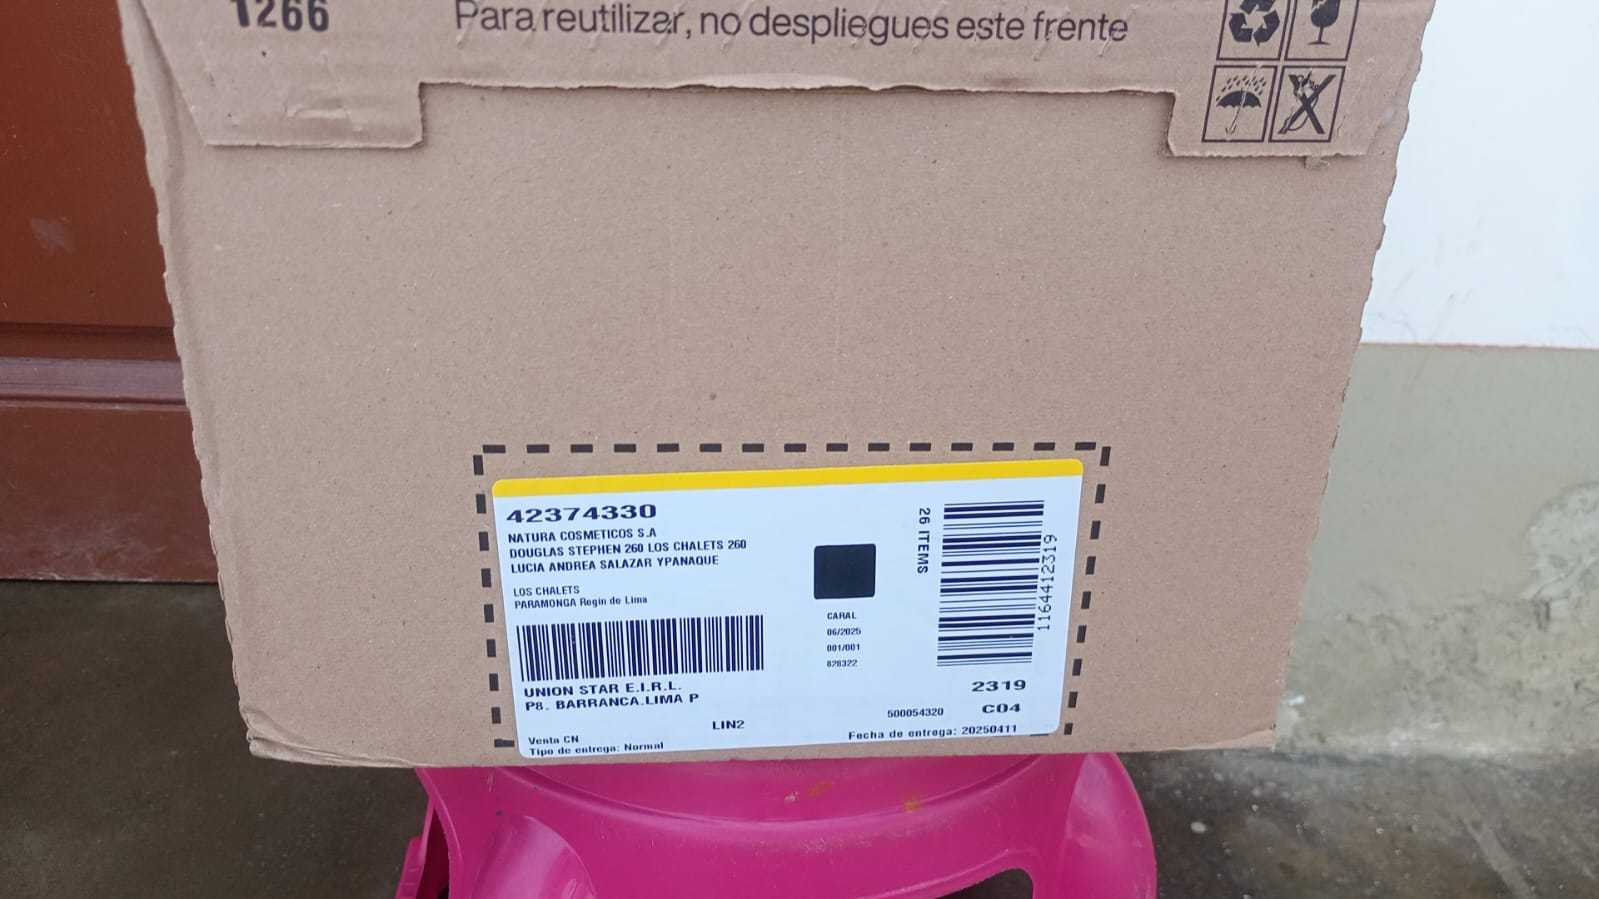 1266
Para reutilizar, no despliegues este frente
42374330
NATURA COSMETICOS S.A
DOUGLAS STEPHEN 260 LOS CHALETS 260
LUCIA ANDREA SALAZAR YPANAQUE
LOS CHALETS
PARAMONGA Regin de Lima
UNION STAR E.I.R.L.
P8. BARRANCA.LIMA P
LIN2
Venta CN
Tipo de entrega: Normal
CARAL
06/2025
001/001
828322
26 ITEMS
1164412319
2319
500054320
C04
Fecha de entrega: 20250411